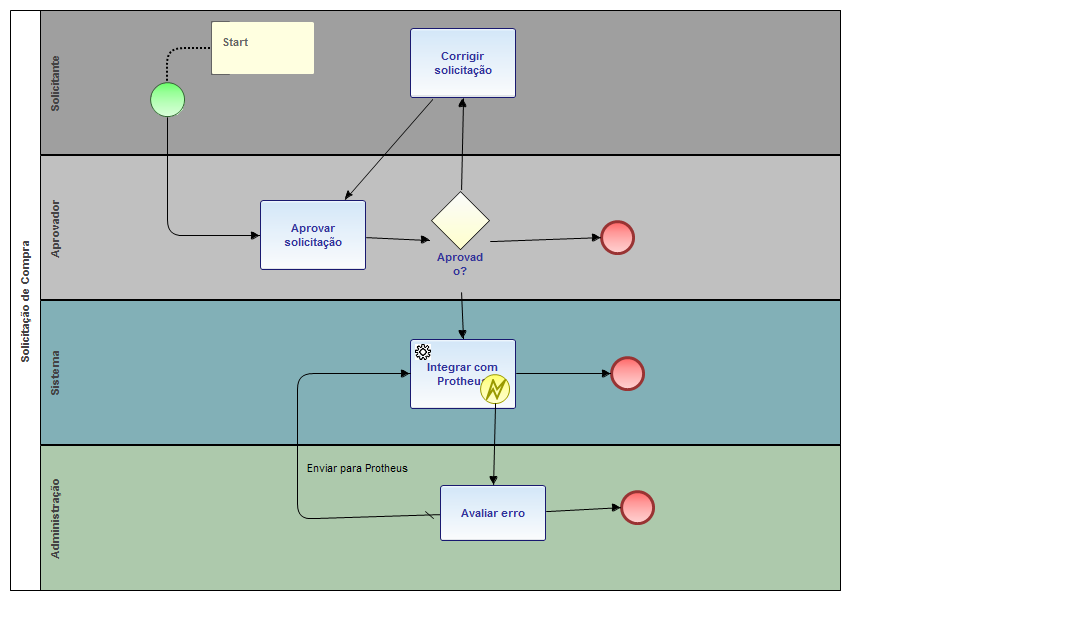 Solicitação de Compra
Solicitante
Start
Corrigir
solicitação
Aprovador
Aprovar
solicitação
Aprovad
o?
Sistema
Integrar com
Protheus
Administração
Enviar para Protheus
Avaliar erro